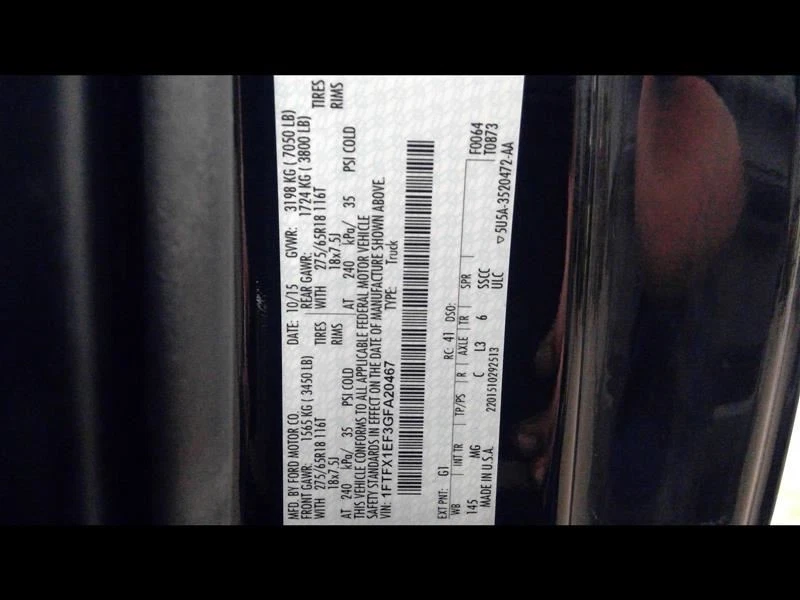 MFD. BY FORD MOTOR CO. DATE: 10/15 GVWR: 3198 KG ( 7050 LB)
FRONT GAWR: 1565 KG ( 3450 LB) REAR GAWR: 1724 KG ( 3800 LB)
WITH 275/65R18 116T TIRES WITH 275/65R18 116T TIRES
18x7.5J RIMS 18x7.5J RIMS
AT 240 kPa/ 35 PSI COLD AT 240 kPa/ 35 PSI COLD
THIS VEHICLE CONFORMS TO ALL APPLICABLE FEDERAL MOTOR VEHICLE
SAFETY STANDARDS IN EFFECT ON THE DATE OF MANUFACTURE SHOWN ABOVE.
VIN: 1FTFX1EF3GFA20467 TYPE: Truck
EXT PNT: G1 RC: 41 DSO: F0064
T0873
WB INT TR TP/PS R AXLE TR SPR
145 MG C L3 6 SSCC
ULC
MADE IN U.S.A. 2201510292513 ▽5U5A-3520472-AA